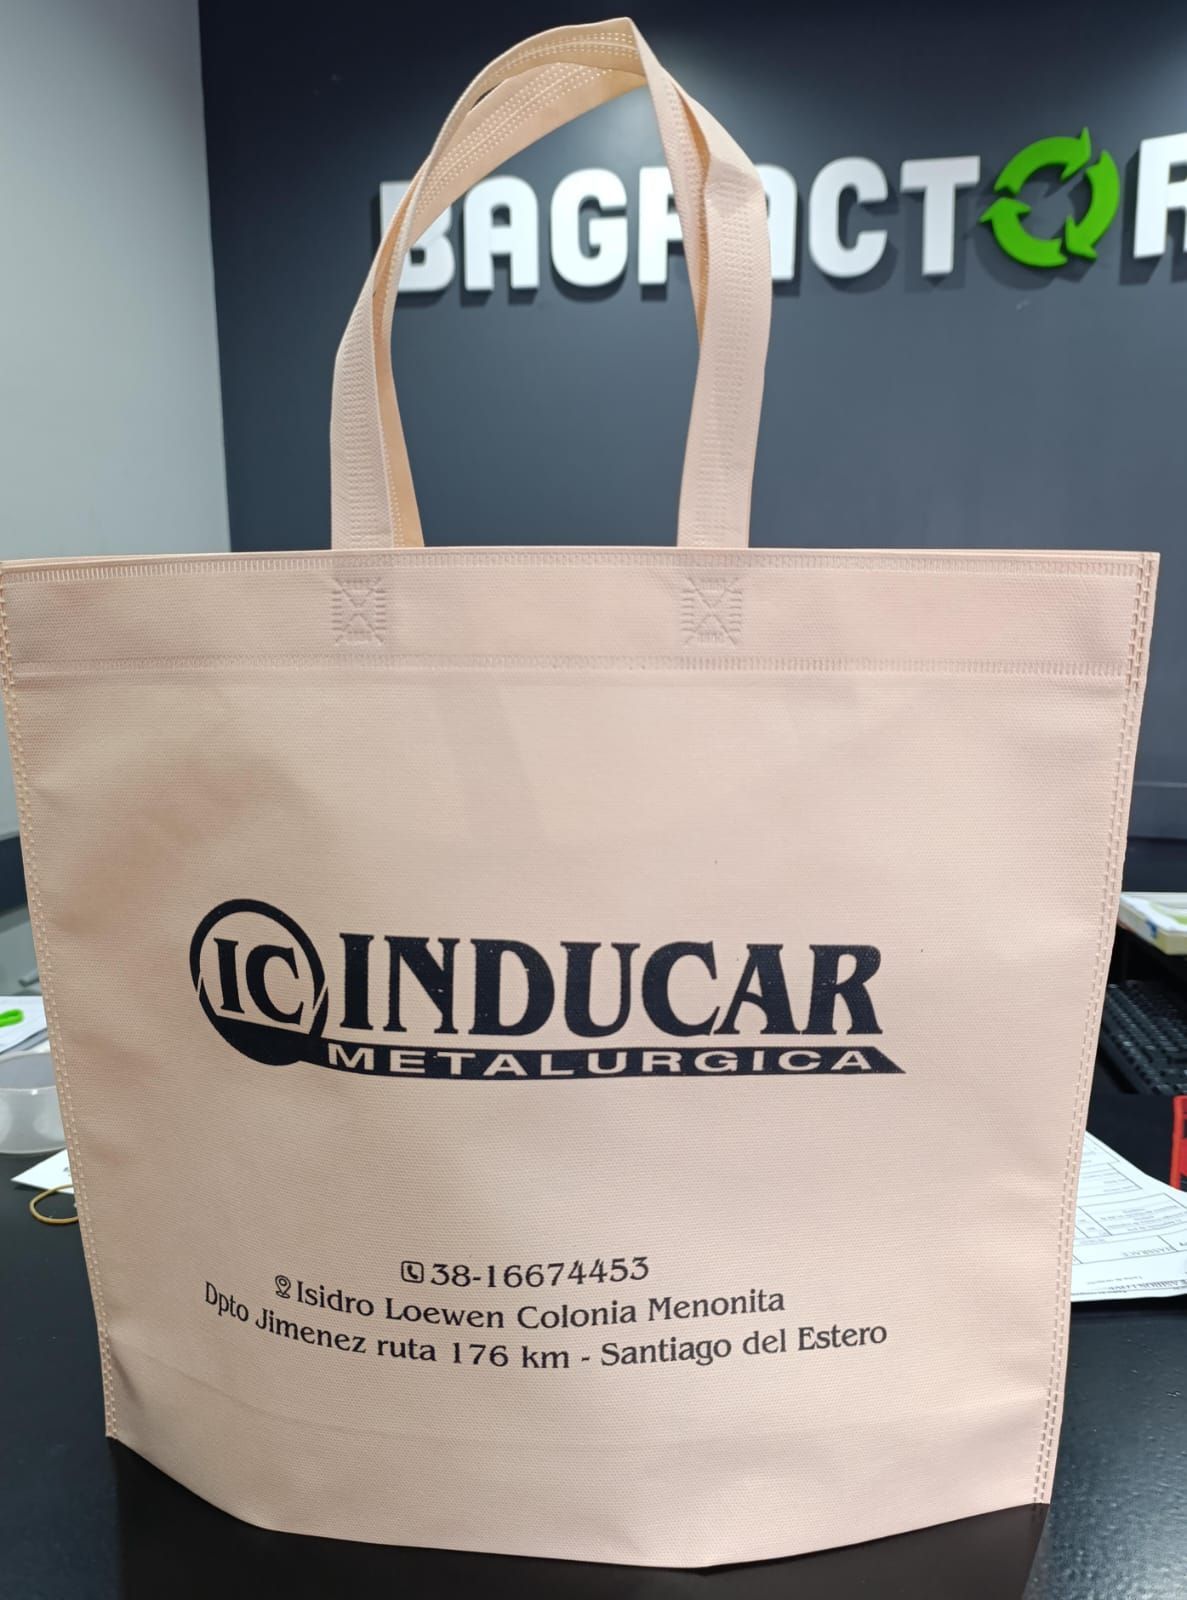 BAGFACTOR
IC INDUCAR
METALURGICA
38-16674453
Isidro Loewen Colonia Menonita
Dpto Jimenez ruta 176 km - Santiago del Estero